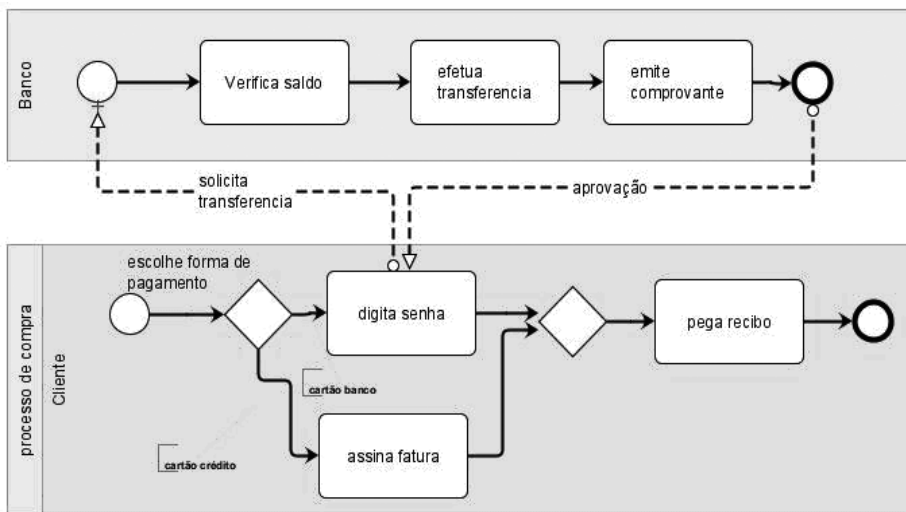 Banco
Verifica saldo
efetua
transferencia
emite
comprovante
solicita
transferencia
aprovação
processo de compra
Cliente
escolhe forma de
pagamento
digita senha
pega recibo
cartão banco
assina fatura
cartão crédito